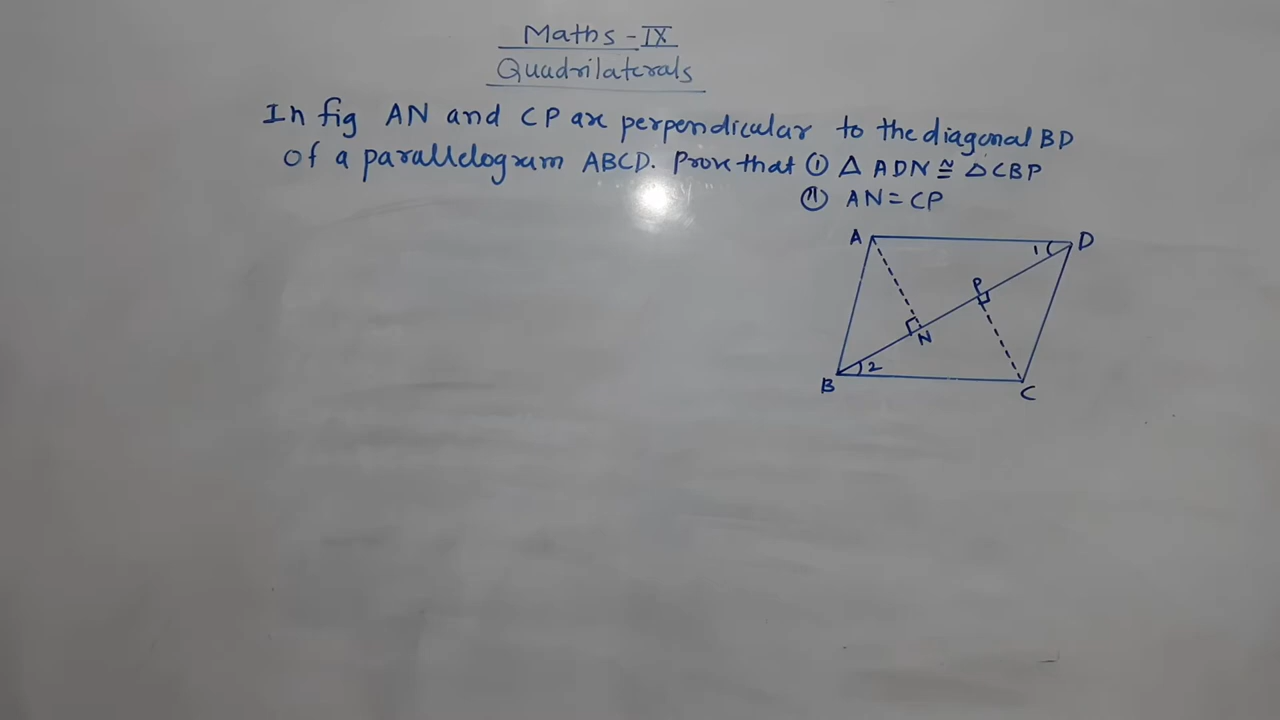 Maths - IX
Quadrilaterals
In fig AN and CP are perpendicular to the diagonal BD
of a parallelogram ABCD. Prove that ① △ ADN ≅ △CBP
ⓘⓘ AN = CP
A
D
1
P
N
2
B
C